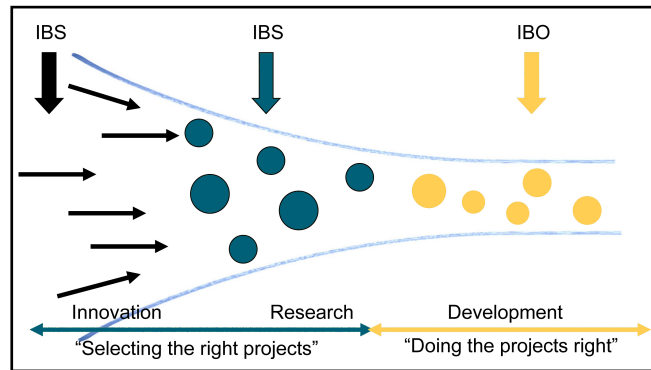 IBS IBS IBO
Innovation Research Development
“Selecting the right projects” “Doing the projects right”